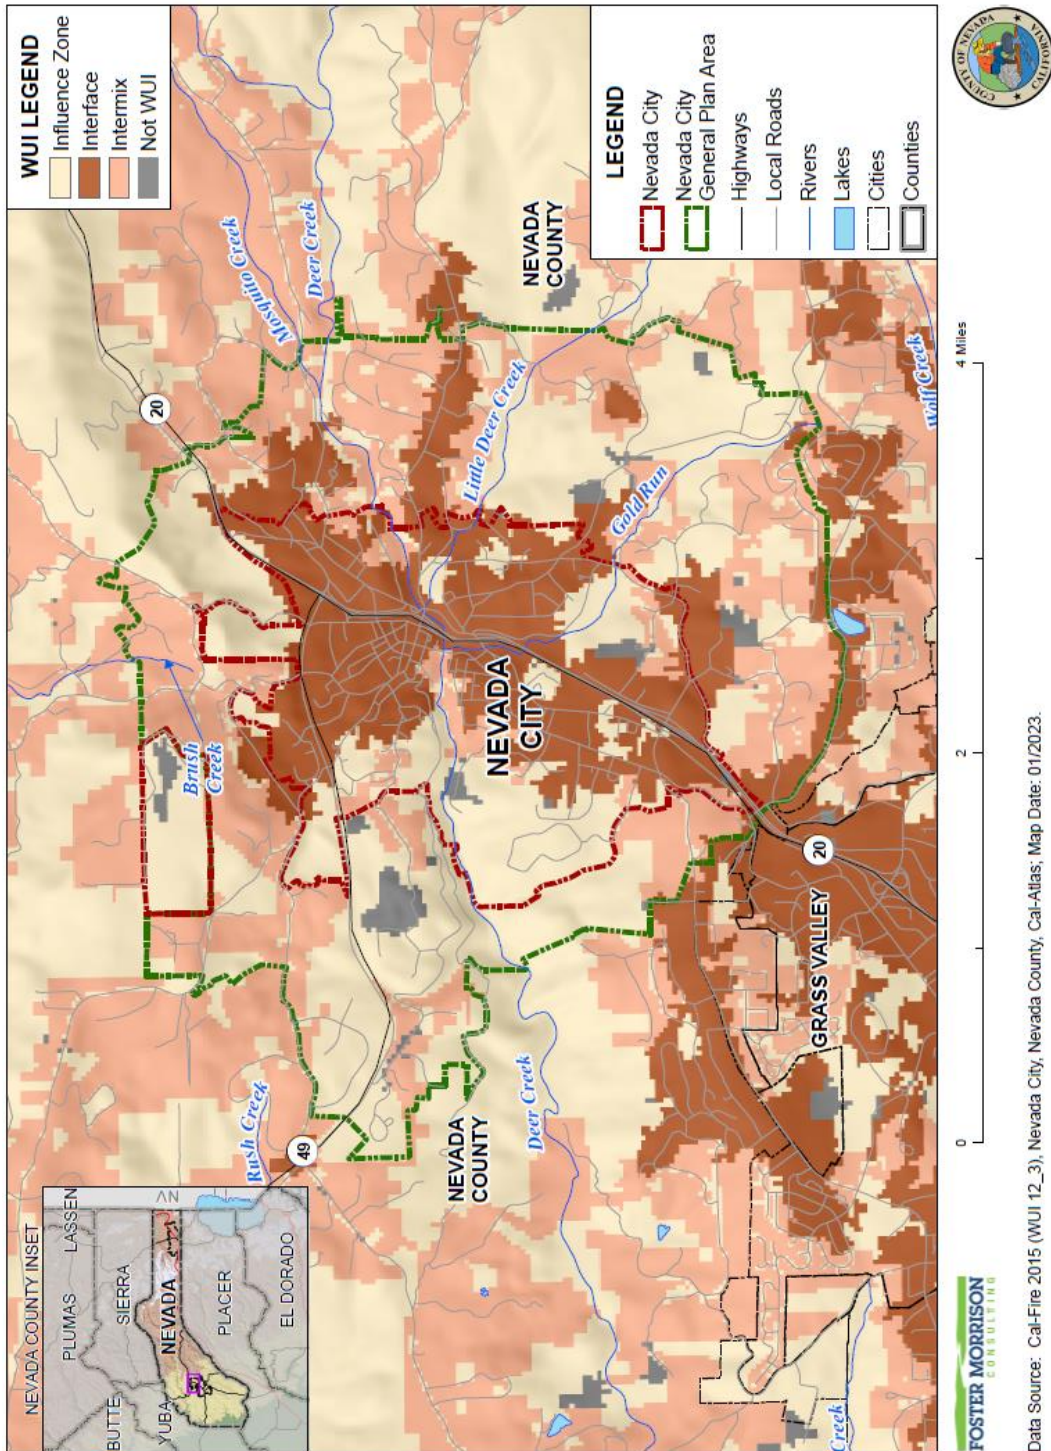 NEVADA COUNTY INSET
PLUMAS
LASSEN
BUTTE
SIERRA
YUBA
NEVADA
PLACER
EL DORADO
N
WUI LEGEND
Influence Zone
Interface
Intermix
Not WUI
20
Mosquito Creek
Deer Creek
Brush
Creek
Rush Creek
49
Little Deer Creek
NEVADA
COUNTY
Gold Run
NEVADA
CITY
NEVADA
COUNTY
Deer Creek
GRASS VALLEY
20
Wolf Creek
Creek
LEGEND
Nevada City
Nevada City
General Plan Area
Highways
Local Roads
Rivers
Lakes
Cities
Counties
0
2
4 Miles
FOSTER MORRISON
CONSULTING
COUNTY OF NEVADA
CALIFORNIA
Data Source: Cal-Fire 2015 (WUI 12_3), Nevada City, Nevada County, Cal-Atlas; Map Date: 01/2023.